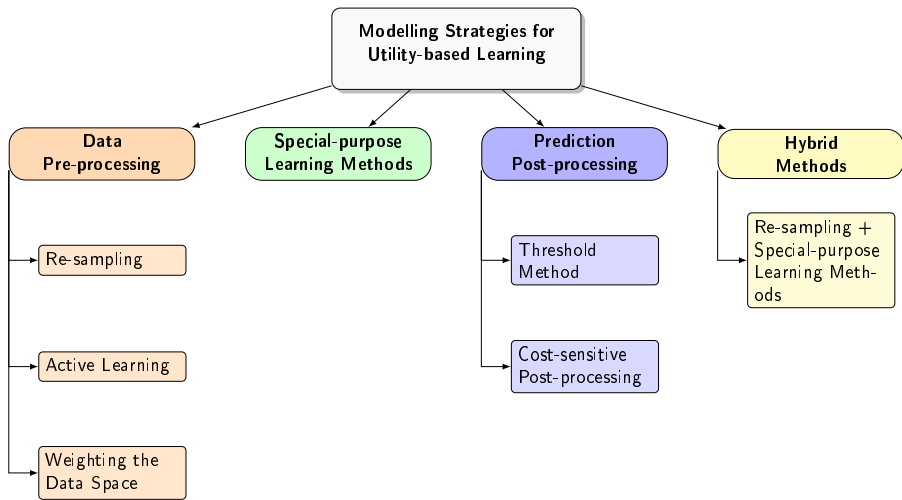 Modelling Strategies for
Utility-based Learning
Data
Pre-processing
Special-purpose
Learning Methods
Prediction
Post-processing
Hybrid
Methods
Re-sampling
Active Learning
Weighting the
Data Space
Threshold
Method
Cost-sensitive
Post-processing
Re-sampling +
Special-purpose
Learning Meth-
ods